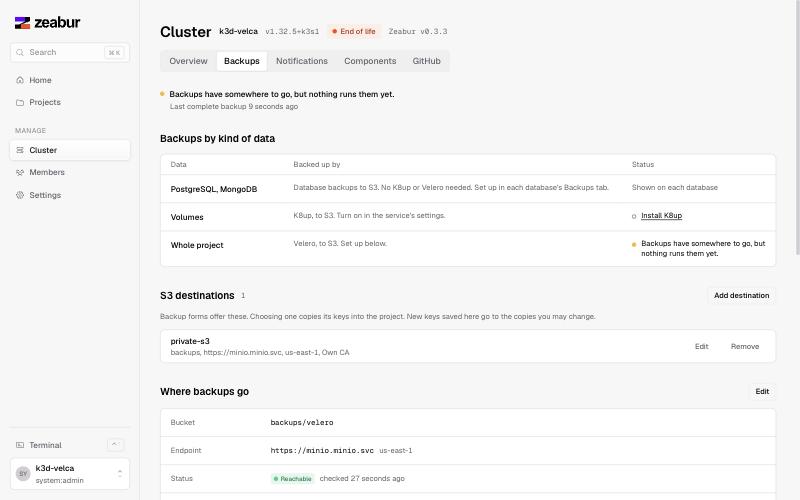 zeabur
Search ⌘K
Home
Projects
MANAGE
Cluster
Members
Settings
Terminal ^`
SY k3d-velca
system:admin
Cluster k3d-velca v1.32.5+k3s1 End of life Zeabur v0.3.3
Overview Backups Notifications Components GitHub
Backups have somewhere to go, but nothing runs them yet.
Last complete backup 9 seconds ago
Backups by kind of data
Data Backed up by Status
PostgreSQL, MongoDB Database backups to S3. No K8up or Velero needed. Set up in each database's Backups tab. Shown on each database
Volumes K8up, to S3. Turn on in the service's settings. Install K8up
Whole project Velero, to S3. Set up below. Backups have somewhere to go, but
nothing runs them yet.
S3 destinations 1 Add destination
Backup forms offer these. Choosing one copies its keys into the project. New keys saved here go to the copies you may change.
private-s3
backups, https://minio.minio.svc, us-east-1, Own CA
Edit Remove
Where backups go Edit
Bucket backups/velero
Endpoint https://minio.minio.svc us-east-1
Status Reachable checked 27 seconds ago